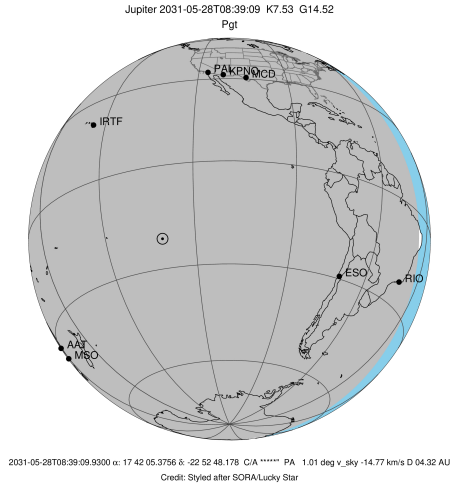 Jupiter 2031-05-28T08:39:09 K7.53 G14.52
Pgt
PAL KPNO MCD
IRTF
ESO
RIO
AAT
MSO
2031-05-28T08:39:09.9300 α: 17 42 05.3756 δ: -22 52 48.178 C/A *****" PA 1.01 deg v_sky -14.77 km/s D 04.32 AU
Credit: Styled after SORA/Lucky Star